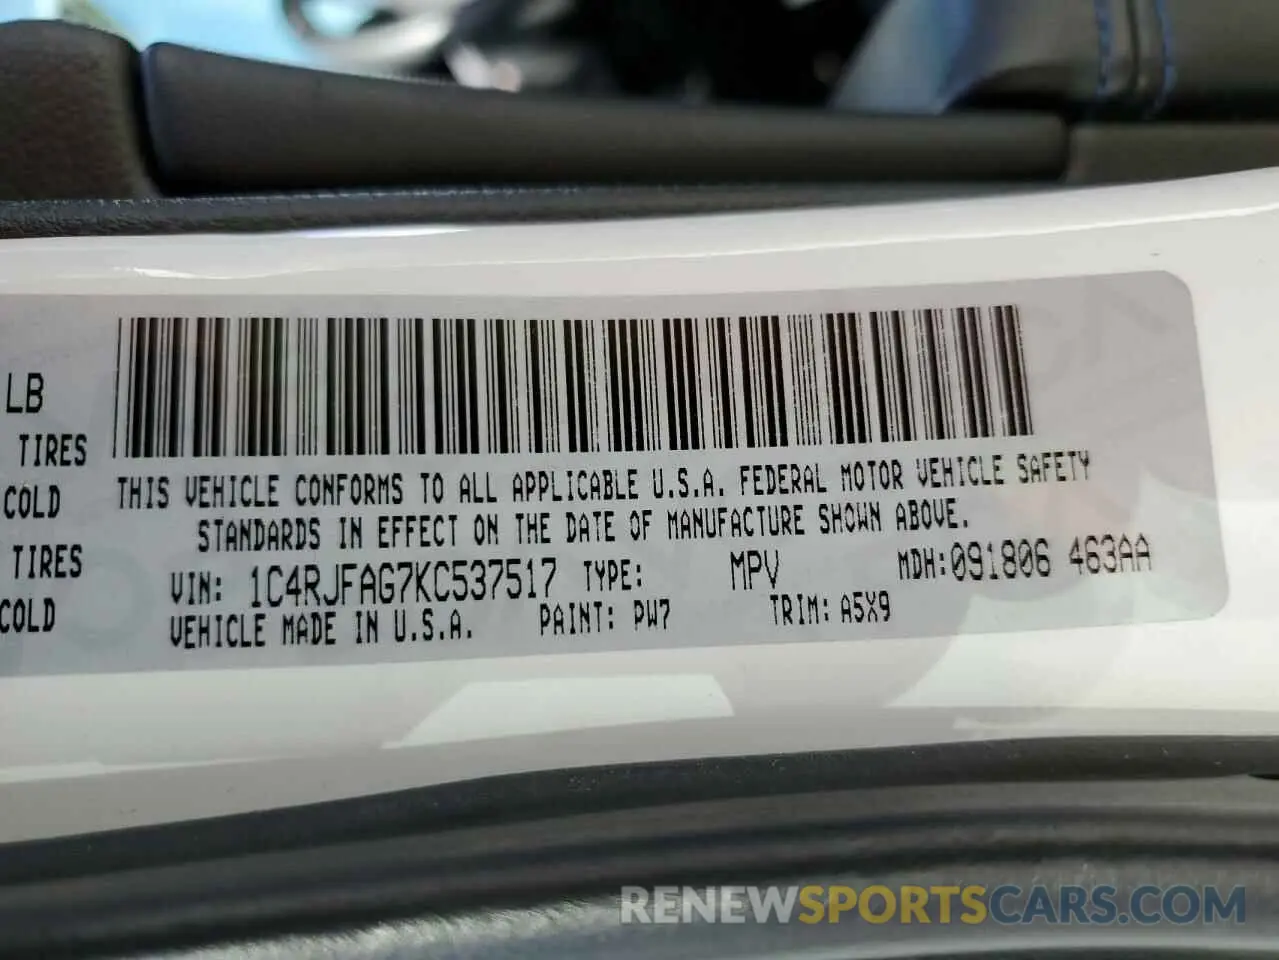 LB
TIRES
COLD
TIRES
COLD
THIS VEHICLE CONFORMS TO ALL APPLICABLE U.S.A. FEDERAL MOTOR VEHICLE SAFETY
STANDARDS IN EFFECT ON THE DATE OF MANUFACTURE SHOWN ABOVE.
VIN: 1C4RJFAG7KC537517 TYPE: MPV MDH:091806 463AA
VEHICLE MADE IN U.S.A. PAINT: PW7 TRIM: A5X9
RENEWSPORTSCARS.COM